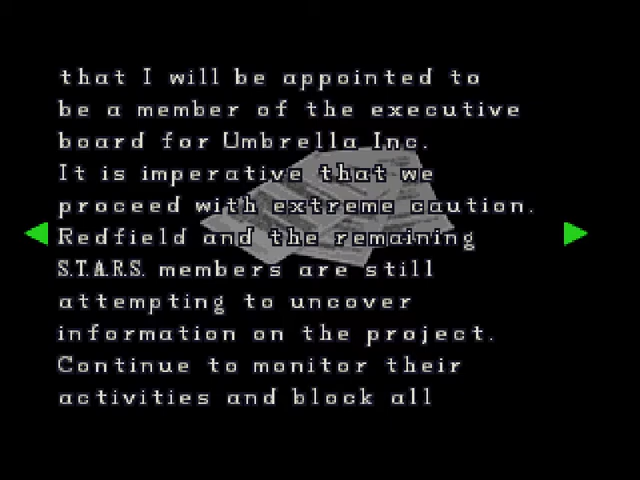 that I will be appointed to
be a member of the executive
board for Umbrella Inc.
It is imperative that we
proceed with extreme caution.
Redfield and the remaining
S.T.A.R.S. members are still
attempting to uncover
information on the project.
Continue to monitor their
activities and block all